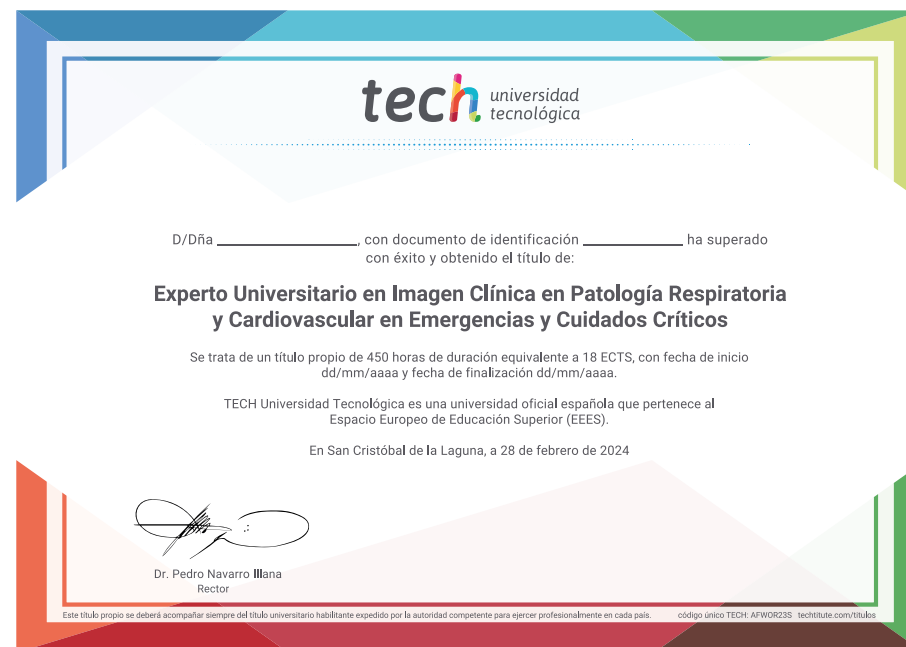 tech universidad
tecnológica
D/Dña ____________________, con documento de identificación ______________ ha superado
con éxito y obtenido el título de:
Experto Universitario en Imagen Clínica en Patología Respiratoria
y Cardiovascular en Emergencias y Cuidados Críticos
Se trata de un título propio de 450 horas de duración equivalente a 18 ECTS, con fecha de inicio
dd/mm/aaaa y fecha de finalización dd/mm/aaaa.
TECH Universidad Tecnológica es una universidad oficial española que pertenece al
Espacio Europeo de Educación Superior (EEES).
En San Cristóbal de la Laguna, a 28 de febrero de 2024
Dr. Pedro Navarro Illana
Rector
Este título propio se deberá acompañar siempre del título universitario habilitante expedido por la autoridad competente para ejercer profesionalmente en cada país. código único TECH: AFWOR23S techtitute.com/titulos